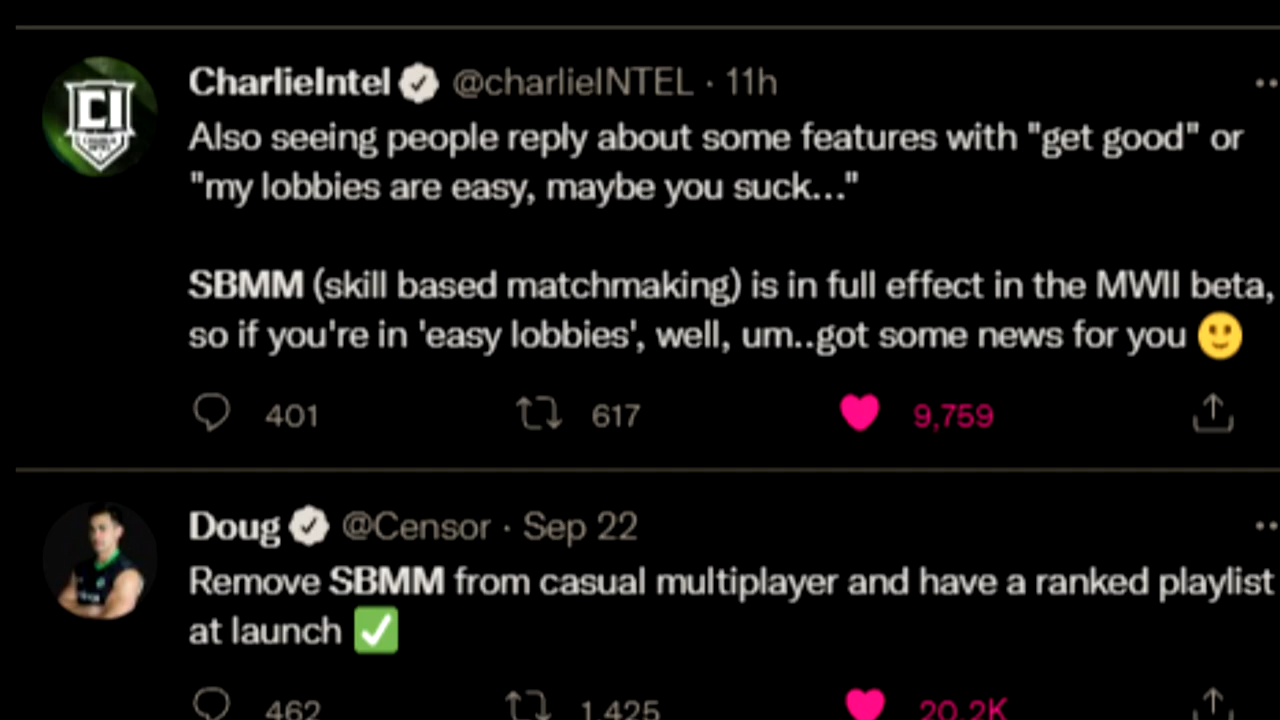 CI
CharlieIntel @charlieINTEL · 11h
Also seeing people reply about some features with "get good" or
"my lobbies are easy, maybe you suck..."
SBMM (skill based matchmaking) is in full effect in the MWII beta,
so if you're in 'easy lobbies', well, um..got some news for you 🙂
401 617 9,759
Doug @Censor · Sep 22
Remove SBMM from casual multiplayer and have a ranked playlist
at launch ✅
462 1,425 20.2K